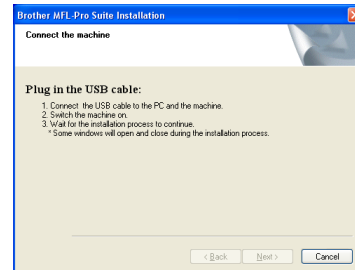 Brother MFL-Pro Suite Installation
Connect the machine
Plug in the USB cable:
1. Connect the USB cable to the PC and the machine.
2. Switch the machine on.
3. Wait for the installation process to continue.
* Some windows will open and close during the installation process.
< Back
Next >
Cancel